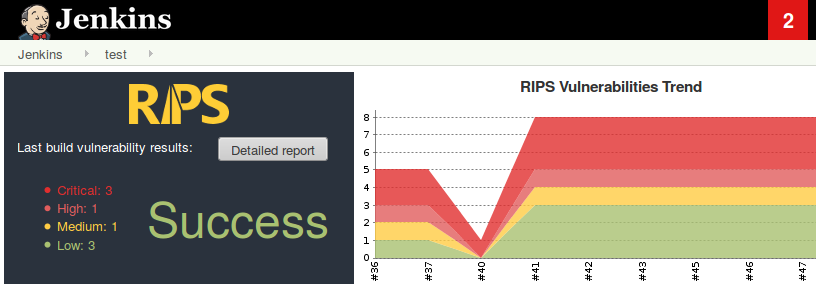 Jenkins
2
Jenkins test
RIPS
Last build vulnerability results: Detailed report
Critical: 3
High: 1
Medium: 1
Low: 3
Success
RIPS Vulnerabilities Trend
8
7
6
5
4
3
2
1
0
#36 #37 #40 #41 #42 #43 #45 #46 #47